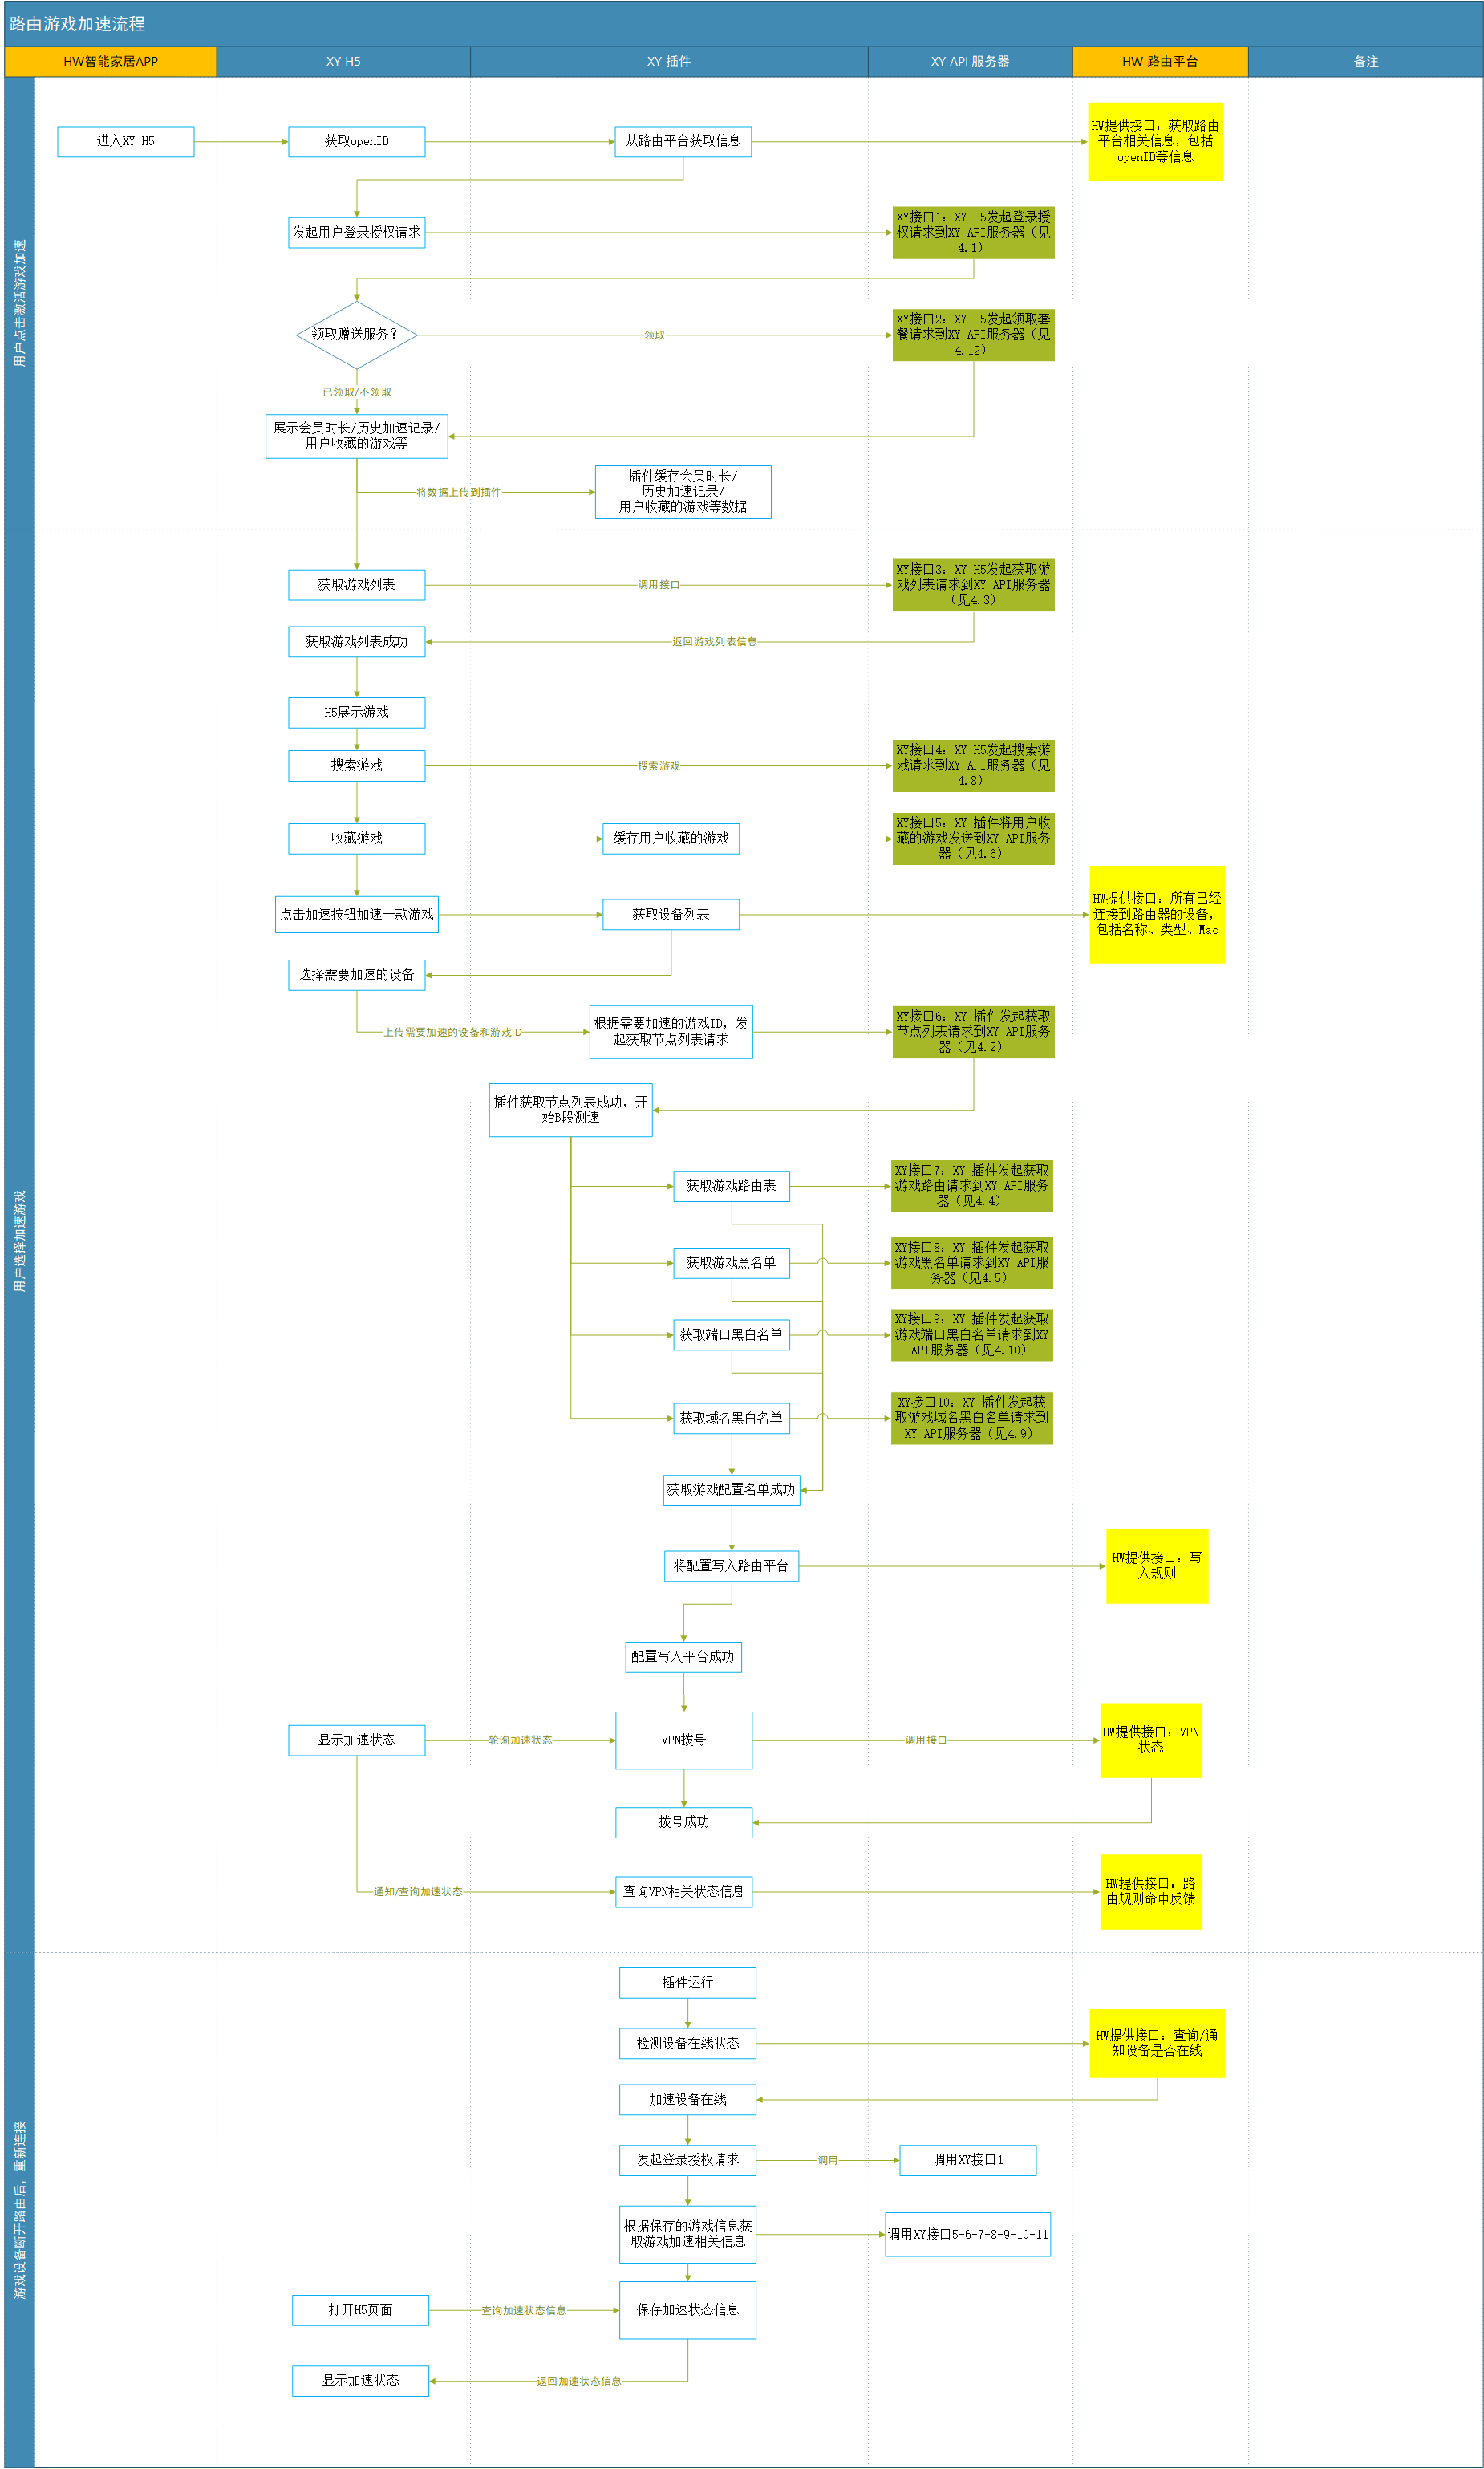 路由游戏加速流程
HW智能家居APP
XY H5
XY 插件
XY API 服务器
HW 路由平台
备注
用户点击激活游戏加速
进入XY H5
获取openID
从路由平台获取信息
HW提供接口：获取路由
平台相关信息，包括
openID等信息
发起用户登录授权请求
XY接口1：XY H5发起登录授
权请求到XY API服务器（见
4.1）
领取赠送服务？
领取
XY接口2：XY H5发起领取套
餐请求到XY API服务器（见
4.12）
已领取/不领取
展示会员时长/历史加速记录/
用户收藏的游戏等
将数据上传到插件
插件缓存会员时长/
历史加速记录/
用户收藏的游戏等数据
用户选择加速游戏
获取游戏列表
调用接口
XY接口3：XY H5发起获取游
戏列表请求到XY API服务器
（见4.3）
获取游戏列表成功
返回游戏列表信息
H5展示游戏
搜索游戏
搜索游戏
XY接口4：XY H5发起搜索游
戏请求到XY API服务器（见
4.8）
收藏游戏
缓存用户收藏的游戏
XY接口5：XY 插件将用户收
藏的游戏发送到XY API服务
器（见4.6）
点击加速按钮加速一款游戏
获取设备列表
HW提供接口：所有已经
连接到路由器的设备，
包括名称、类型、Mac
选择需要加速的设备
上传需要加速的设备和游戏ID
根据需要加速的游戏ID，发
起获取节点列表请求
XY接口6：XY 插件发起获取
节点列表请求到XY API服务
器（见4.2）
插件获取节点列表成功，开
始B段测速
获取游戏路由表
XY接口7：XY 插件发起获取
游戏路由请求到XY API服务
器（见4.4）
获取游戏黑名单
XY接口8：XY 插件发起获取
游戏黑名单请求到XY API服
务器（见4.5）
获取端口黑白名单
XY接口9：XY 插件发起获取
游戏端口黑白名单请求到XY
API服务器（见4.10）
获取域名黑白名单
XY接口10：XY 插件发起获
取游戏域名黑白名单请求到
XY API服务器（见4.9）
获取游戏配置名单成功
将配置写入路由平台
HW提供接口：写
入规则
配置写入平台成功
显示加速状态
轮询加速状态
VPN拨号
调用接口
HW提供接口：VPN
状态
拨号成功
通知/查询加速状态
查询VPN相关状态信息
HW提供接口：路
由规则命中反馈
游戏设备断开路由后，重新连接
插件运行
检测设备在线状态
HW提供接口：查询/通
知设备是否在线
加速设备在线
发起登录授权请求
调用
调用XY接口1
根据保存的游戏信息获
取游戏加速相关信息
调用XY接口5-6-7-8-9-10-11
打开H5页面
查询加速状态信息
保存加速状态信息
显示加速状态
返回加速状态信息